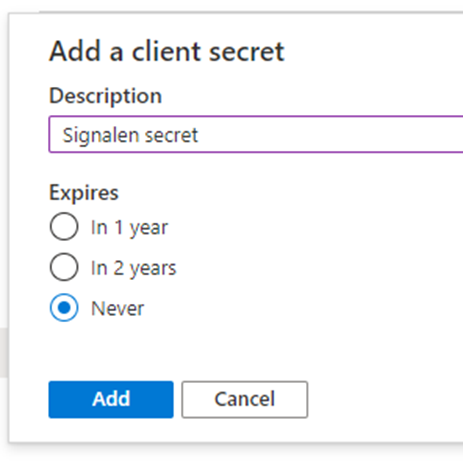 Add a client secret
Description
Signalen secret
Expires
In 1 year
In 2 years
Never
Add Cancel